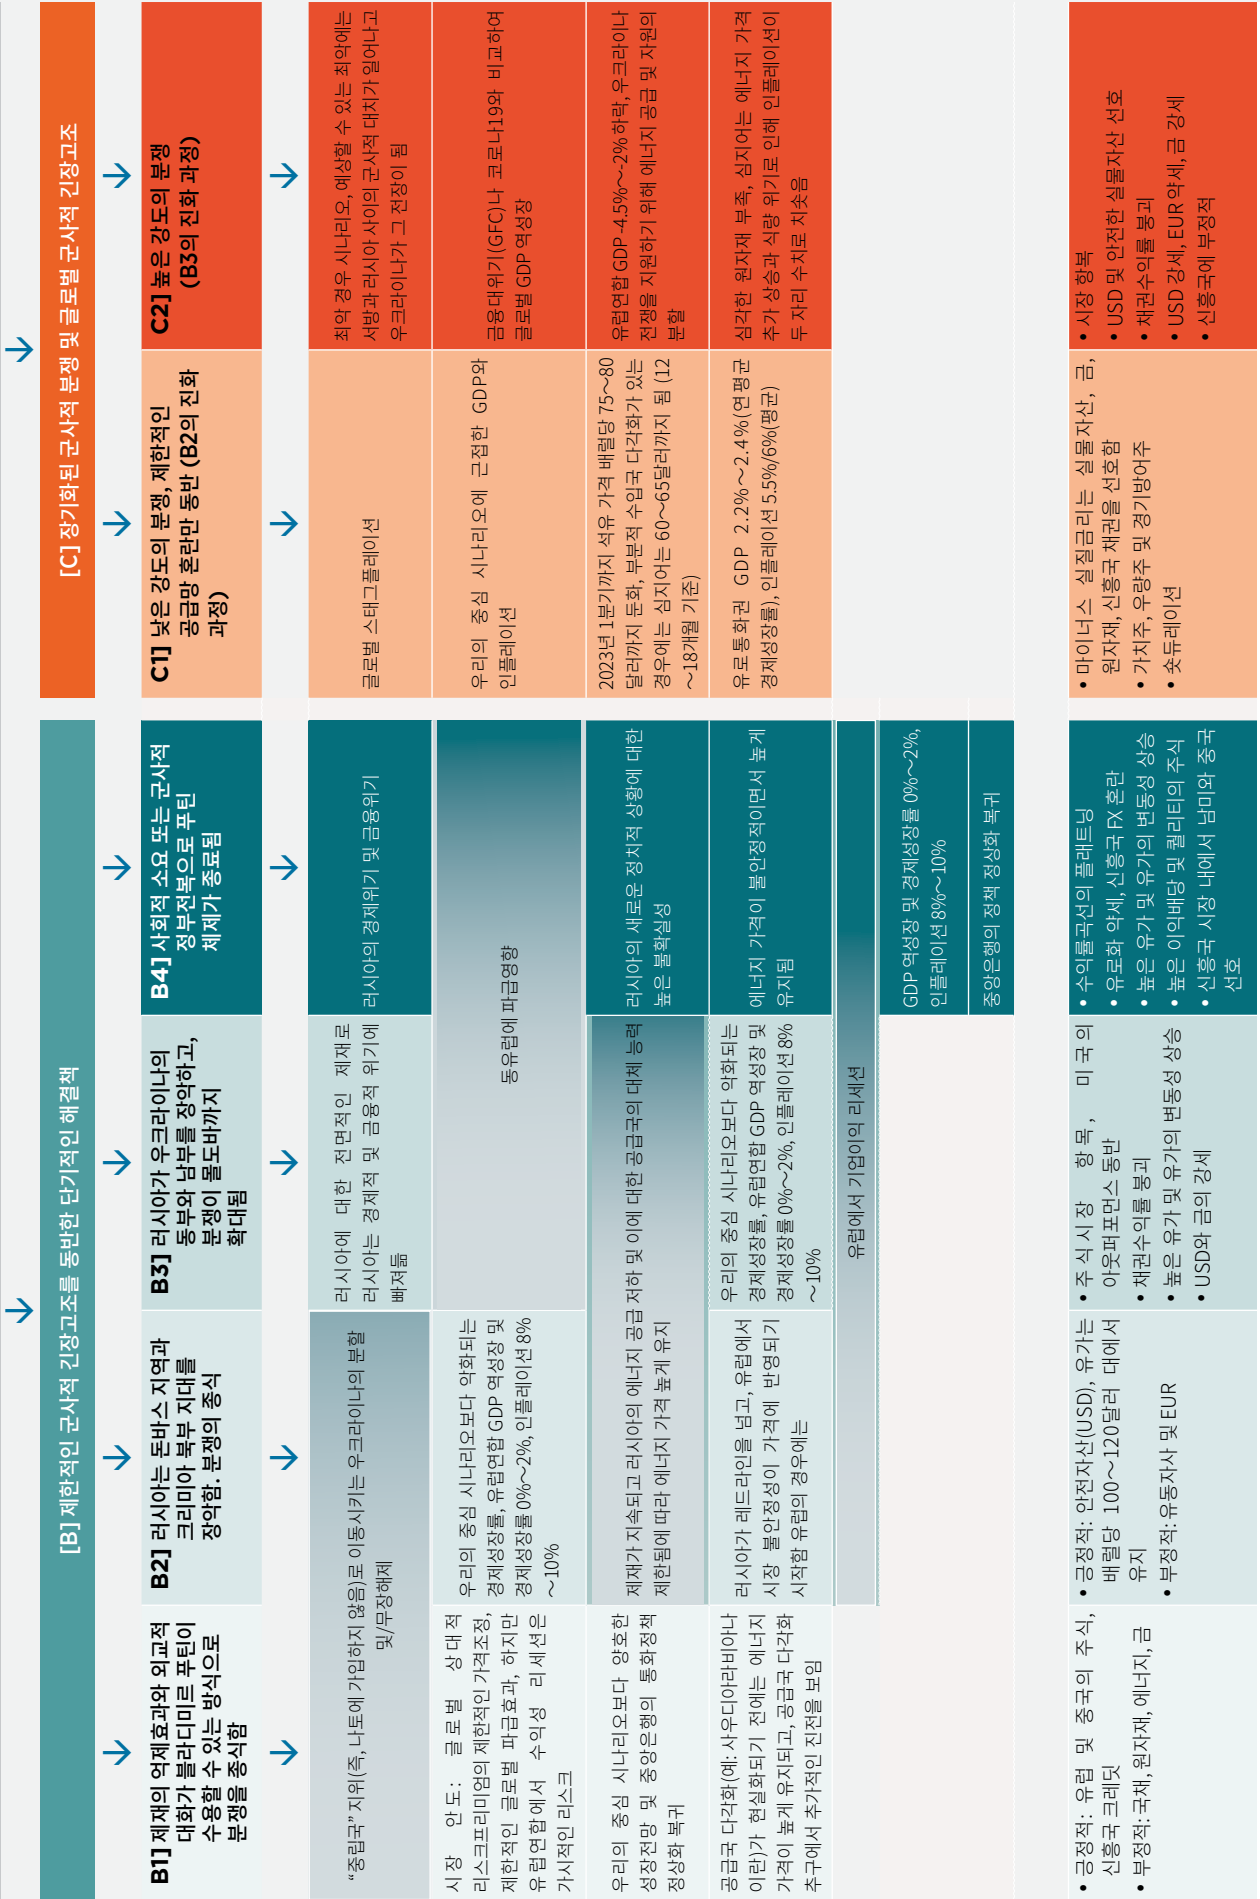 [B] 제한적인 군사적 긴장고조를 동반한 단기적인 해결책
[C] 장기화된 군사적 분쟁 및 글로벌 군사적 긴장고조
B1] 제재의 억제효과와 외교적
대화가 블라디미르 푸틴이
수용할 수 있는 방식으로
분쟁을 종식함
B2] 러시아는 돈바스 지역과
크리미아 북부 지대를
장악함. 분쟁의 종식
B3] 러시아가 우크라이나의
동부와 남부를 장악하고,
분쟁이 몰도바까지
확대됨
B4] 사회적 소요 또는 군사적
정부전복으로 푸틴
체제가 종료됨
C1] 낮은 강도의 분쟁, 제한적인
공급망 혼란만 동반 (B2의 진화
과정)
C2] 높은 강도의 분쟁
(B3의 진화 과정)
“중립국” 지위(즉, 나토에 가입하지 않음)로 이동시키는 우크라이나의 분할
및/무장해제
러시아에 대한 전면적인 제재로
러시아는 경제적 및 금융적 위기에
빠져듦
러시아의 경제위기 및 금융위기
글로벌 스태그플레이션
최악 경우 시나리오, 예상할 수 있는 최악에는
서방과 러시아 사이의 군사적 대치가 일어나고
우크라이나가 그 전장이 됨
시장 안도: 글로벌 상대적
리스크프리미엄의 제한적인 가격조정,
제한적인 글로벌 파급효과, 하지만
유럽연합에서 수익성 리세션은
가시적인 리스크
우리의 중심 시나리오보다 악화되는
경제성장률, 유럽연합 GDP 역성장 및
경제성장률 0%~2%, 인플레이션 8%
~10%
동유럽에 파급영향
우리의 중심 시나리오에 근접한 GDP와
인플레이션
금융대위기(GFC)나 코로나19와 비교하여
글로벌 GDP 역성장
우리의 중심 시나리오보다 양호한
성장전망 및 중앙은행의 통화정책
정상화 복귀
제재가 지속되고 러시아의 에너지 공급 저하 및 이에 대한 공급국의 대체 능력
제한됨에 따라 에너지 가격 높게 유지
러시아의 새로운 정치적 상황에 대한
높은 불확실성
2023년 1분기까지 석유 가격 배럴당 75~80
달러까지 둔화, 부분적 수입국 다각화가 있는
경우에는 심지어는 60~65달러까지 됨 (12
~18개월 기준)
유럽연합 GDP -4.5%~-2% 하락, 우크라이나
전쟁을 지원하기 위해 에너지 공급 및 자원의
분할
공급국 다각화(예: 사우디아라비아나
이란)가 현실화되기 전에는 에너지
가격이 높게 유지되고, 공급국 다각화
추구에서 추가적인 진전을 보임
러시아가 레드라인을 넘고, 유럽에서
시장 불안정성이 가격에 반영되기
시작함 유럽의 경우에는
우리의 중심 시나리오보다 악화되는
경제성장률, 유럽연합 GDP 역성장 및
경제성장률 0%~2%, 인플레이션 8%
~10%
에너지 가격이 불안정적이면서 높게
유지됨
유로통화권 GDP 2.2%~2.4%(연평균
경제성장률), 인플레이션 5.5%/6%(평균)
심각한 원자재 부족, 심지어는 에너지 가격
추가 상승과 식량 위기로 인해 인플레이션이
두 자리 수치로 치솟음
유럽에서 기업이익 리세션
GDP 역성장 및 경제성장률 0%~2%,
인플레이션 8%~10%
중앙은행의 정책 정상화 복귀
• 긍정적: 유럽 및 중국의 주식,
신흥국 크레딧
• 부정적: 국채, 원자재, 에너지, 금
• 긍정적: 안전자산(USD), 유가는
배럴당 100~120달러 대에서
유지
• 부정적: 유동자사 및 EUR
• 주식시장 항목, 미국의
아웃퍼포먼스 동반
• 채권수익률 붕괴
• 높은 유가 및 유가의 변동성 상승
• USD와 금의 강세
• 수익률곡선의 플래트닝
• 유로화 약세, 신흥국 FX 혼란
• 높은 유가 및 유가의 변동성 상승
• 높은 이익배당 및 퀄리티의 주식
• 신흥국 시장 내에서 남미와 중국
선호
• 마이너스 실질금리는 실물자산, 금,
원자재, 신흥국 채권을 선호함
• 가치주, 우량주 및 경기방어주
• 숏듀레이션
• 시장 항복
• USD 및 안전한 실물자산 선호
• 채권수익률 붕괴
• USD 강세, EUR 약세, 금 강세
• 신흥국에 부정적